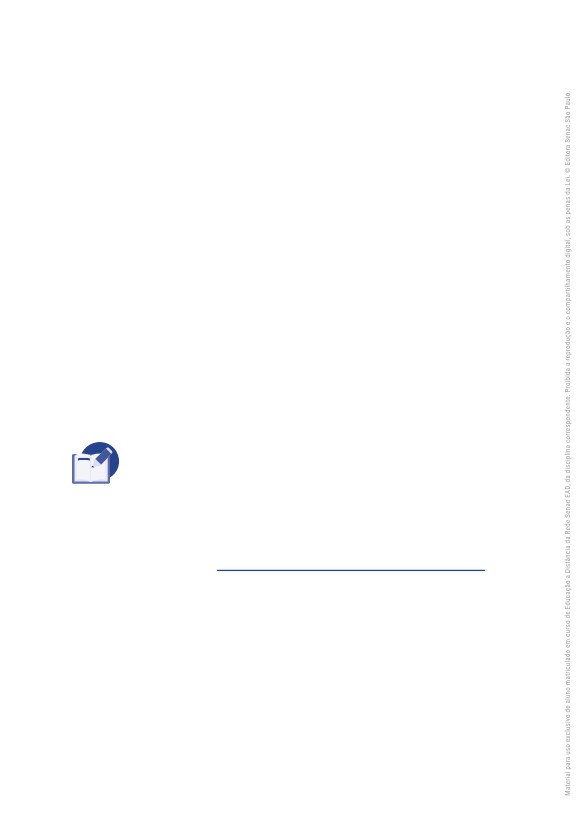 Material para uso exclusivo de aluno matriculado em curso de Educação a Distância da Rede Senac EAD, da disciplina correspondente. Proibida a reprodução e o compartilhamento digital, sob as penas da Lei. © Editora Senac São Paulo.